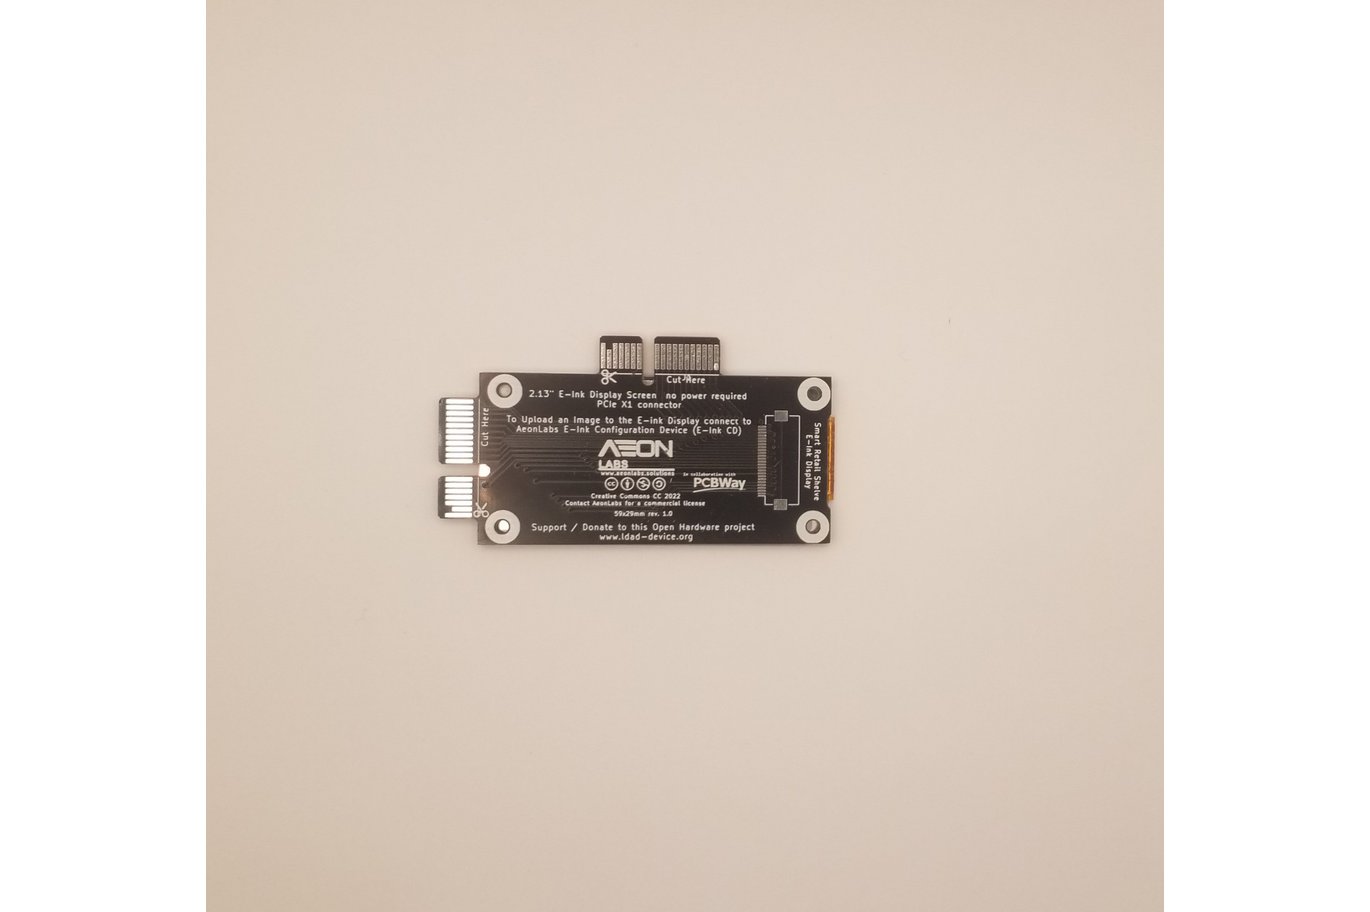 Cut Here
2.13" E-Ink Display Screen no power required
PCIe X1 connector
Cut Here
To Upload an Image to the E-Ink Display connect to
AeonLabs E-Ink Configuration Device (E-Ink CD)
AEON
LABS
www.aeonlabs.solutions
in collaboration with
PCBWay
cc
Creative Commons CC 2022
Contact AeonLabs for a commercial license
59x29mm rev. 1.0
Support / Donate to this Open Hardware project
www.ldad-device.org
Smart Retail Shelve
E-Ink Display